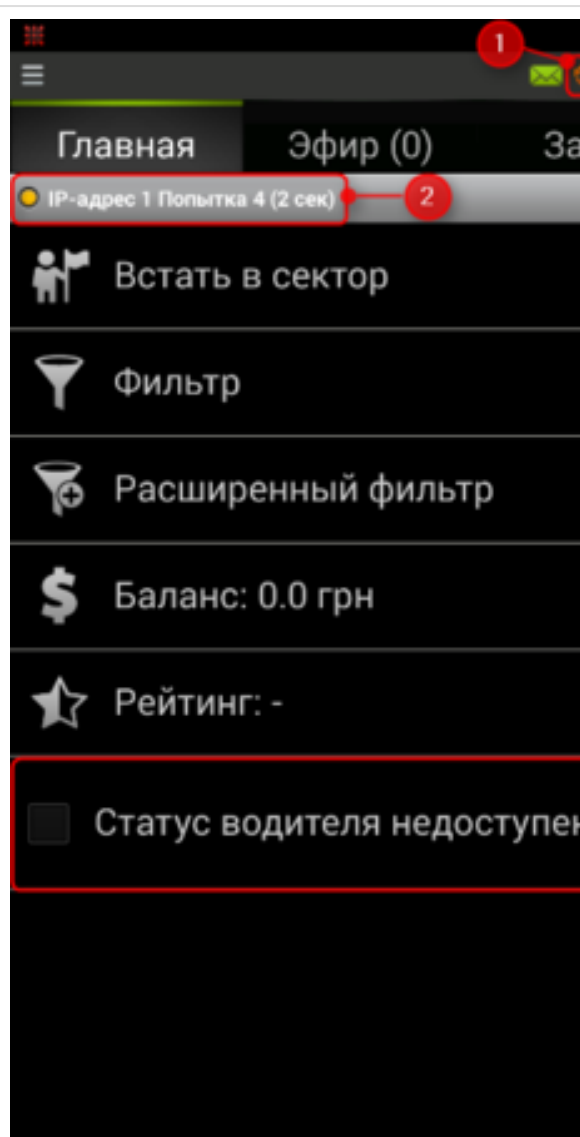 1
Главная Эфир (0) За
IP-адрес 1 Попытка 4 (2 сек) 2
Встать в сектор
Фильтр
Расширенный фильтр
Баланс: 0.0 грн
Рейтинг: -
Статус водителя недоступен